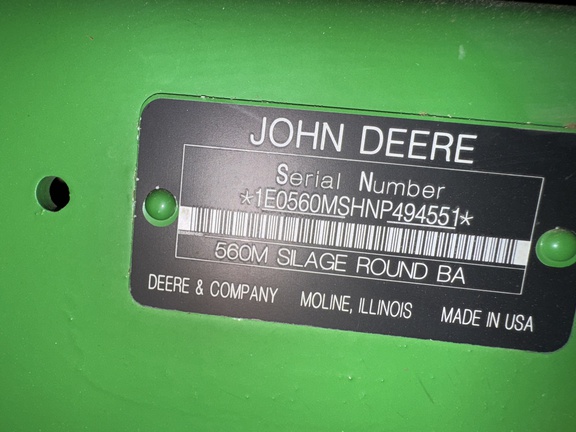 JOHN DEERE
Serial Number
*1E0560MSHNP494551*
560M SILAGE ROUND BA
DEERE & COMPANY MOLINE, ILLINOIS MADE IN USA